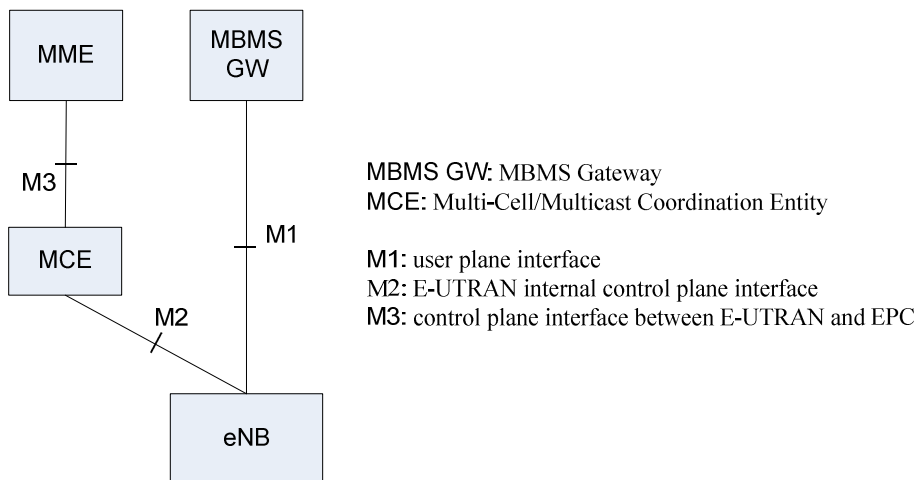 MME
MBMS
GW
M3
M1
MCE
M2
eNB
MBMS GW: MBMS Gateway
MCE: Multi-Cell/Multicast Coordination Entity
M1: user plane interface
M2: E-UTRAN internal control plane interface
M3: control plane interface between E-UTRAN and EPC